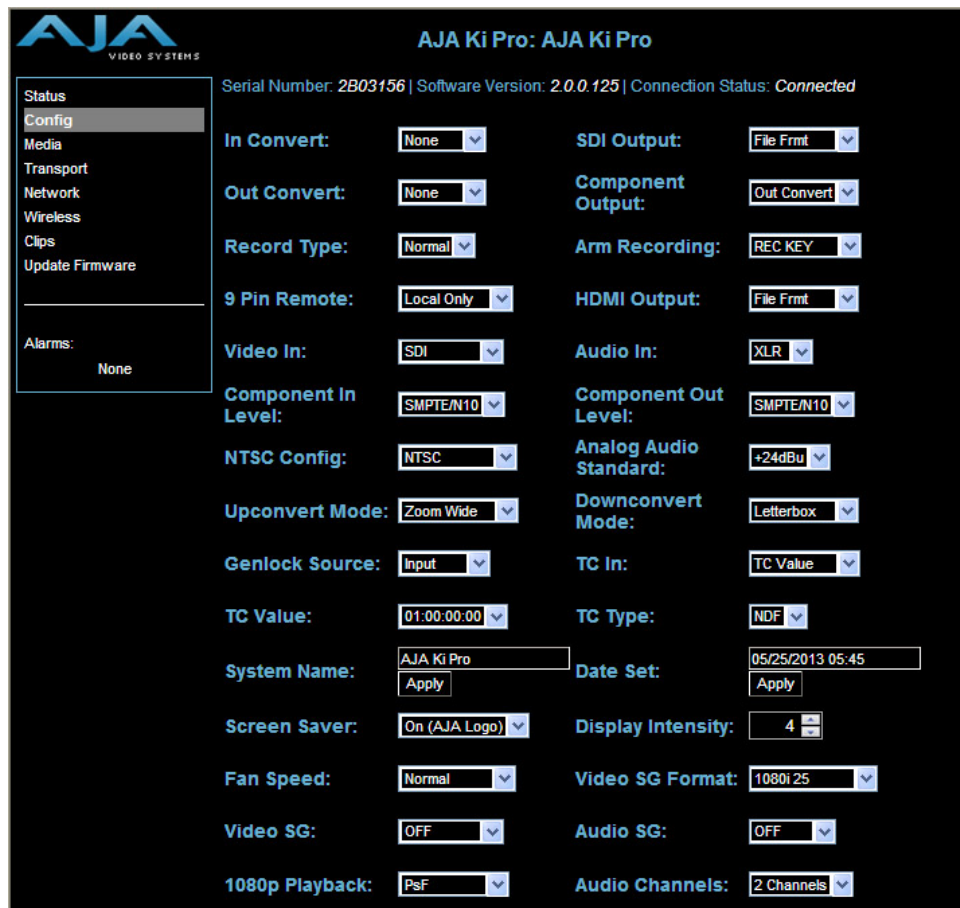 AJA
VIDEO SYSTEMS
AJA Ki Pro: AJA Ki Pro
Serial Number: 2B03156 | Software Version: 2.0.0.125 | Connection Status: Connected
Status
Config
Media
Transport
Network
Wireless
Clips
Update Firmware
Alarms:
None
In Convert: None SDI Output: File Frmt
Out Convert: None Component Output: Out Convert
Record Type: Normal Arm Recording: REC KEY
9 Pin Remote: Local Only HDMI Output: File Frmt
Video In: SDI Audio In: XLR
Component In Level: SMPTE/N10 Component Out Level: SMPTE/N10
NTSC Config: NTSC Analog Audio Standard: +24dBu
Upconvert Mode: Zoom Wide Downconvert Mode: Letterbox
Genlock Source: Input TC In: TC Value
TC Value: 01:00:00:00 TC Type: NDF
System Name: AJA Ki Pro Apply Date Set: 05/25/2013 05:45 Apply
Screen Saver: On (AJA Logo) Display Intensity: 4
Fan Speed: Normal Video SG Format: 1080i 25
Video SG: OFF Audio SG: OFF
1080p Playback: PsF Audio Channels: 2 Channels